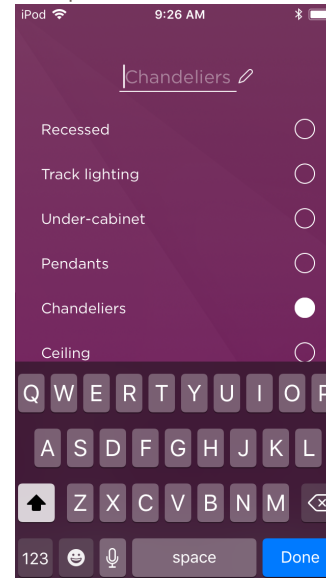 iPod 9:26 AM
Chandeliers
Recessed
Track lighting
Under-cabinet
Pendants
Chandeliers
Ceiling
Q W E R T Y U I O P
A S D F G H J K L
Z X C V B N M
123 space Done